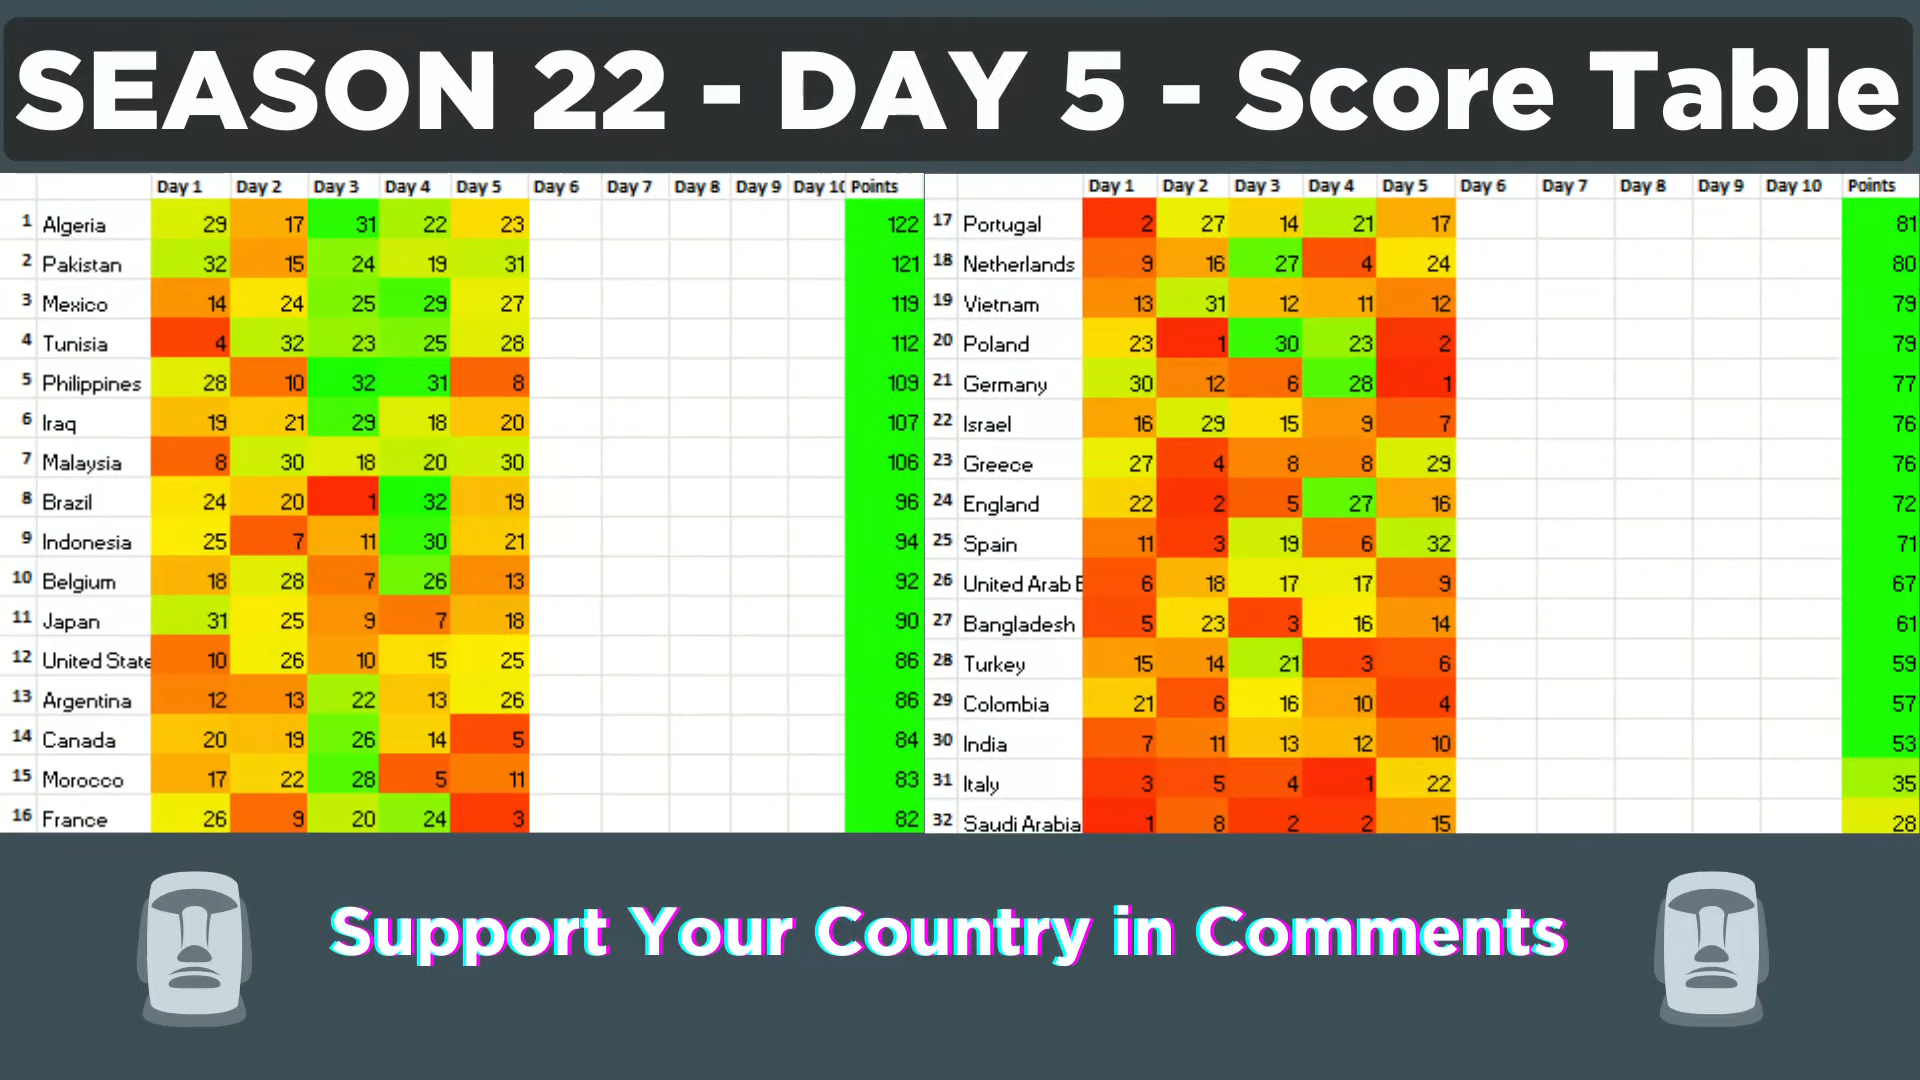 SEASON 22 - DAY 5 - Score Table
Day 1 Day 2 Day 3 Day 4 Day 5 Day 6 Day 7 Day 8 Day 9 Day 10 Points
1 Algeria 29 17 31 22 23 122
2 Pakistan 32 15 24 19 31 121
3 Mexico 14 24 25 29 27 119
4 Tunisia 4 32 23 25 28 112
5 Philippines 28 10 32 31 8 109
6 Iraq 19 21 29 18 20 107
7 Malaysia 8 30 18 20 30 106
8 Brazil 24 20 1 32 19 96
9 Indonesia 25 7 11 30 21 94
10 Belgium 18 28 7 26 13 92
11 Japan 31 25 9 7 18 90
12 United State 10 26 10 15 25 86
13 Argentina 12 13 22 13 26 86
14 Canada 20 19 26 14 5 84
15 Morocco 17 22 28 5 11 83
16 France 26 9 20 24 3 82
Day 1 Day 2 Day 3 Day 4 Day 5 Day 6 Day 7 Day 8 Day 9 Day 10 Points
17 Portugal 2 27 14 21 17 81
18 Netherlands 9 16 27 4 24 80
19 Vietnam 13 31 12 11 12 79
20 Poland 23 1 30 23 2 79
21 Germany 30 12 6 28 1 77
22 Israel 16 29 15 9 7 76
23 Greece 27 4 8 8 29 76
24 England 22 2 5 27 16 72
25 Spain 11 3 19 6 32 71
26 United Arab E 6 18 17 17 9 67
27 Bangladesh 5 23 3 16 14 61
28 Turkey 15 14 21 3 6 59
29 Colombia 21 6 16 10 4 57
30 India 7 11 13 12 10 53
31 Italy 3 5 4 1 22 35
32 Saudi Arabia 1 8 2 2 15 28
Support Your Country in Comments